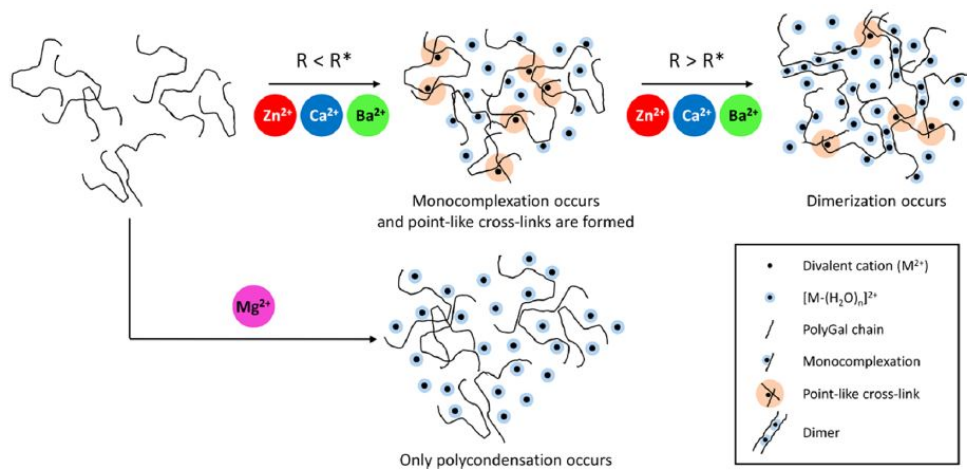 R < R*
Zn²⁺ Ca²⁺ Ba²⁺
Monocomplexation occurs
and point-like cross-links are formed
R > R*
Zn²⁺ Ca²⁺ Ba²⁺
Dimerization occurs
Mg²⁺
Only polycondensation occurs
Divalent cation (M²⁺)
[M-(H₂O)ₙ]²⁺
PolyGal chain
Monocomplexation
Point-like cross-link
Dimer